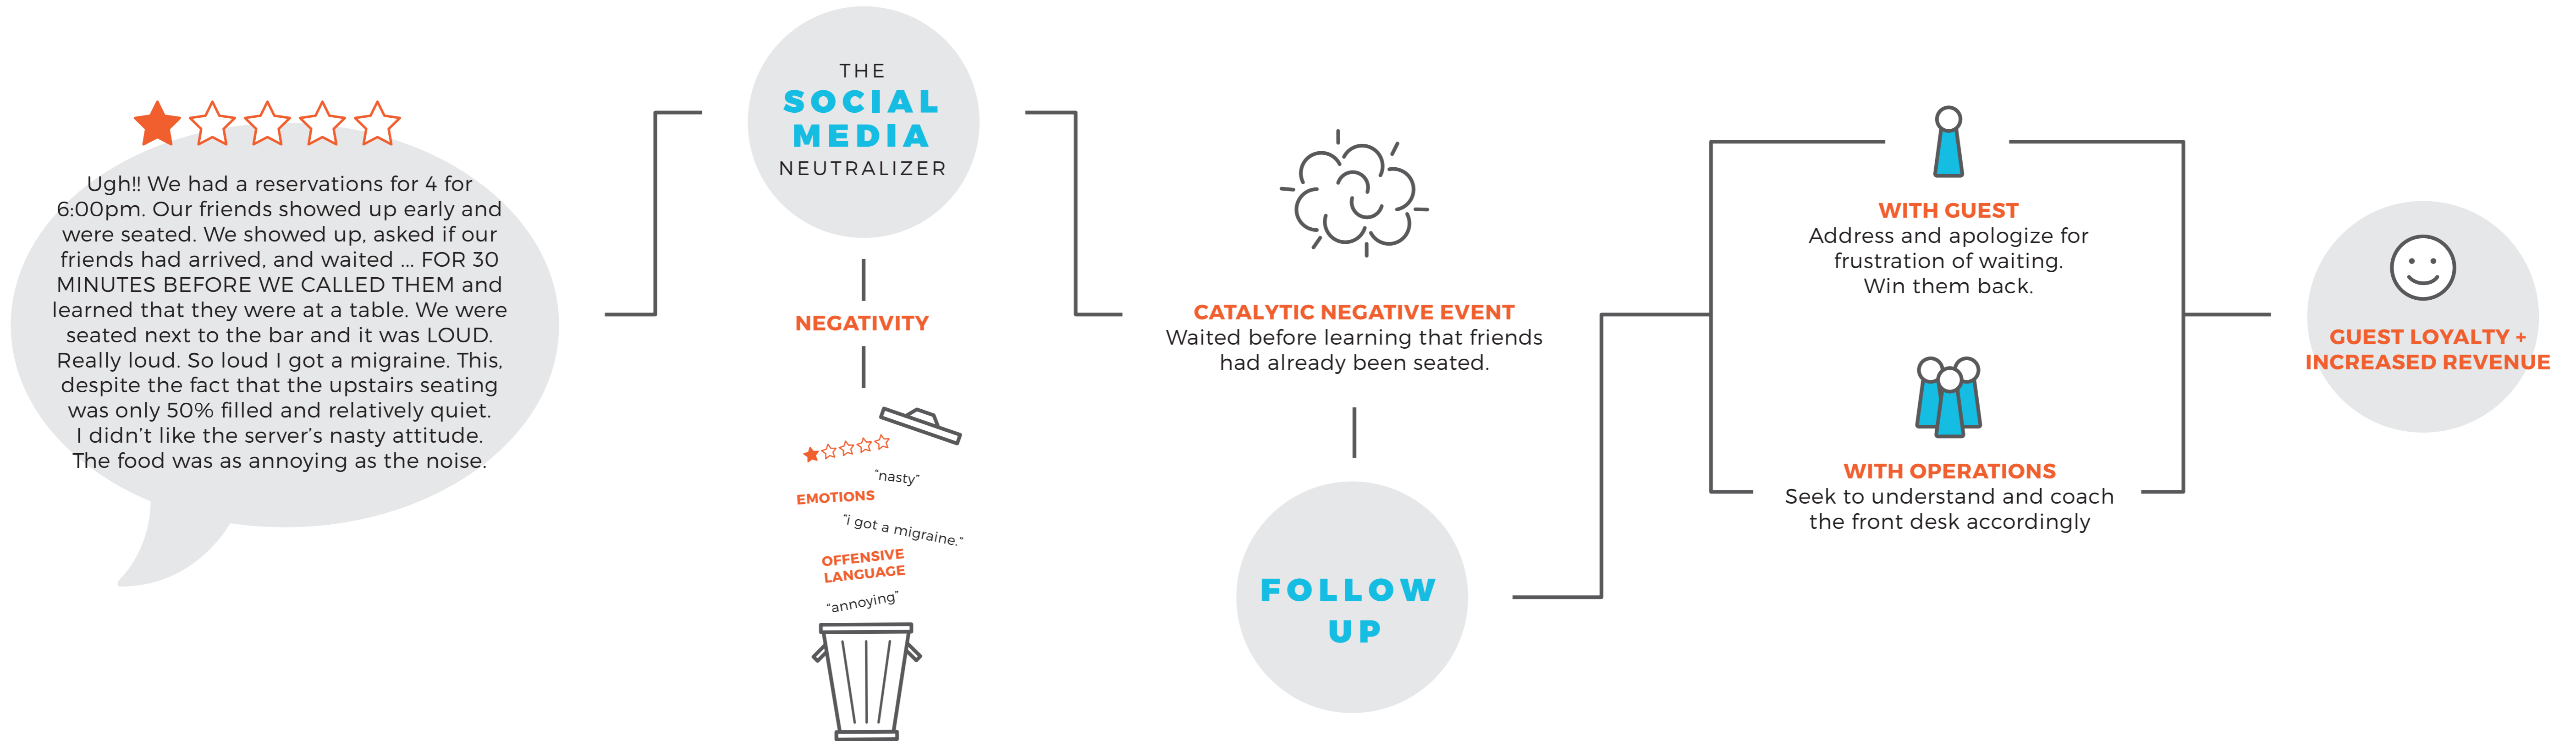 Ugh!! We had a reservations for 4 for
6:00pm. Our friends showed up early and
were seated. We showed up, asked if our
friends had arrived, and waited ... FOR 30
MINUTES BEFORE WE CALLED THEM and
learned that they were at a table. We were
seated next to the bar and it was LOUD.
Really loud. So loud I got a migraine. This,
despite the fact that the upstairs seating
was only 50% filled and relatively quiet.
I didn’t like the server’s nasty attitude.
The food was as annoying as the noise.
THE
SOCIAL
MEDIA
NEUTRALIZER
NEGATIVITY
“nasty”
EMOTIONS
“i got a migraine.”
OFFENSIVE
LANGUAGE
“annoying”
CATALYTIC NEGATIVE EVENT
Waited before learning that friends
had already been seated.
FOLLOW
UP
WITH GUEST
Address and apologize for
frustration of waiting.
Win them back.
WITH OPERATIONS
Seek to understand and coach
the front desk accordingly
GUEST LOYALTY +
INCREASED REVENUE